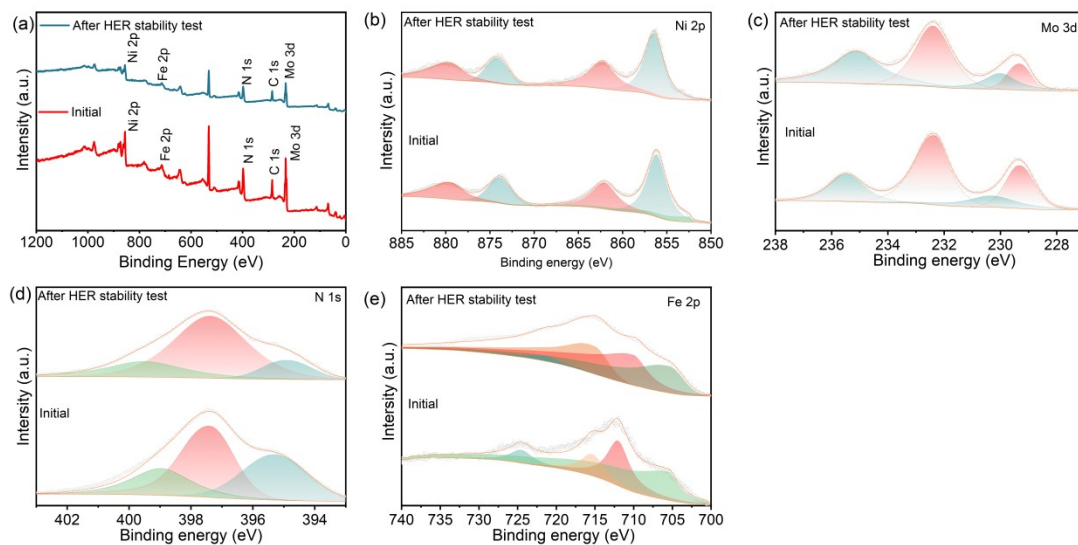 (a)
After HER stability test
Ni 2p
Fe 2p
N 1s
C 1s
Mo 3d
Initial
Ni 2p
Fe 2p
N 1s
C 1s
Mo 3d
Intensity (a.u.)
1200 1000 800 600 400 200 0
Binding Energy (eV)
(b)
After HER stability test
Ni 2p
Initial
Intersity (a.u.)
885 880 875 870 865 860 855 850
Binding energy (eV)
(c)
After HER stability test
Mo 3d
Initial
Intersity (a.u.)
238 236 234 232 230 228
Binding energy (eV)
(d)
After HER stability test
N 1s
Initial
Intersity (a.u.)
402 400 398 396 394
Binding energy (eV)
(e)
After HER stability test
Fe 2p
Initial
Intersity (a.u.)
740 735 730 725 720 715 710 705 700
Binding energy (eV)